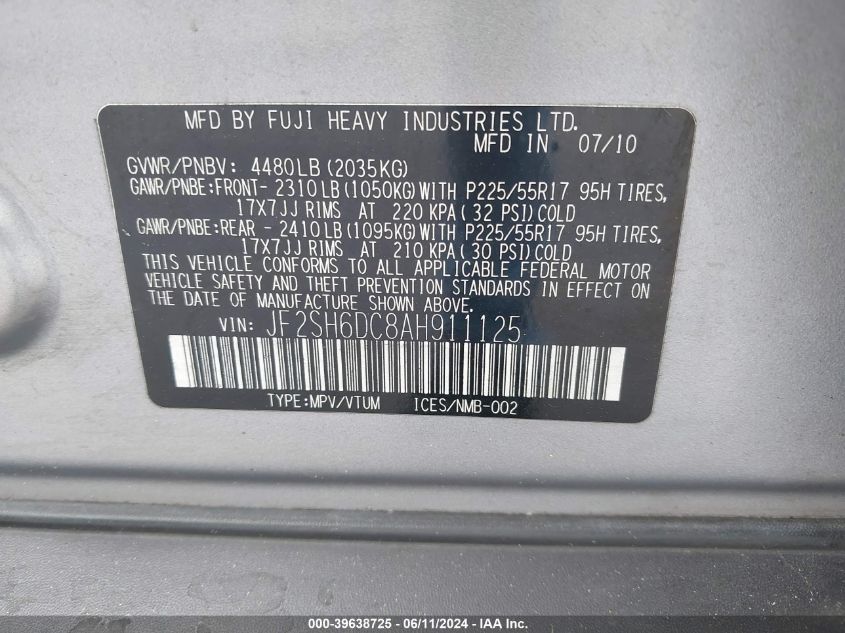 MFD BY FUJI HEAVY INDUSTRIES LTD.
MFD IN 07/10
GVWR/PNBV: 4480LB (2035KG)
GAWR/PNBE:FRONT- 2310LB(1050KG)WITH P225/55R17 95H TIRES,
17X7JJ RIMS AT 220 KPA(32 PSI)COLD
GAWR/PNBE:REAR - 2410LB(1095KG)WITH P225/55R17 95H TIRES,
17X7JJ RIMS AT 210 KPA(30 PSI)COLD
THIS VEHICLE CONFORMS TO ALL APPLICABLE FEDERAL MOTOR
VEHICLE SAFETY AND THEFT PREVENTION STANDARDS IN EFFECT ON
THE DATE OF MANUFACTURE SHOWN ABOVE.
VIN: JF2SH6DC8AH911125
TYPE:MPV/VTUM ICES/NMB-002
000-39638725 - 06/11/2024 - IAA, Inc.